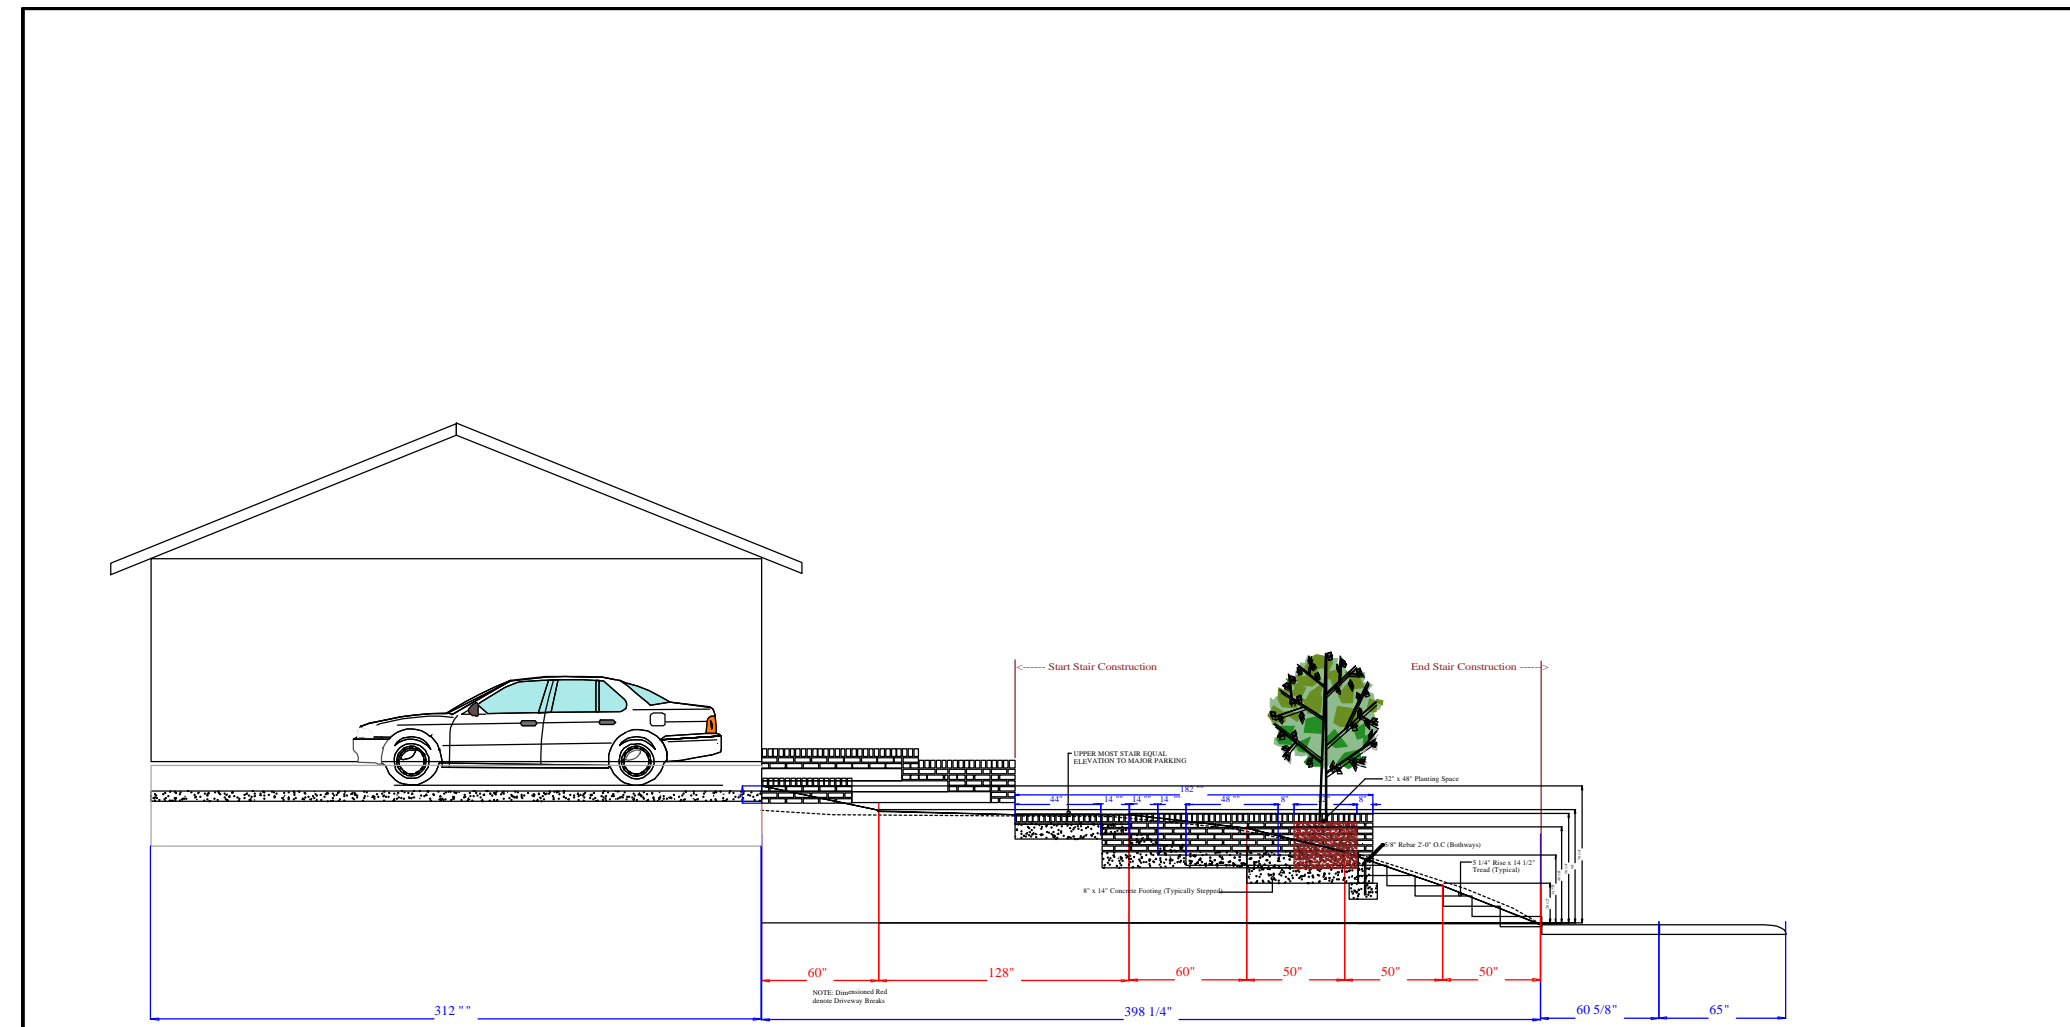 <------ Start Stair Construction
End Stair Construction ------>
UPPER MOST STAIR EQUAL
ELEVATION TO MAJOR PARKING
32" x 48" Planting Space
182 ""
44"
14 ""
14 ""
14 ""
48 ""
8"
8"
5/8" Rebar 2'-0" O.C (Bothways)
5 1/4" Rise x 14 1/2"
Tread (Typical)
8" x 14" Concrete Footing (Typically Stepped)
60"
128"
60"
50"
50"
50"
NOTE: Dimensioned Red
denote Driveway Breaks
312 " "
398 1/4"
60 5/8"
65"